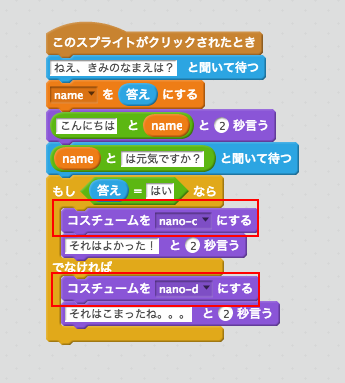 このスプライトがクリックされたとき
ねえ、きみのなまえは？ と聞いて待つ
name を 答え にする
こんにちは と name と 2 秒言う
name と は元気ですか？ と聞いて待つ
もし 答え = はい なら
コスチュームを nano-c にする
それはよかった！ と 2 秒言う
でなければ
コスチュームを nano-d にする
それはこまったね。。。 と 2 秒言う